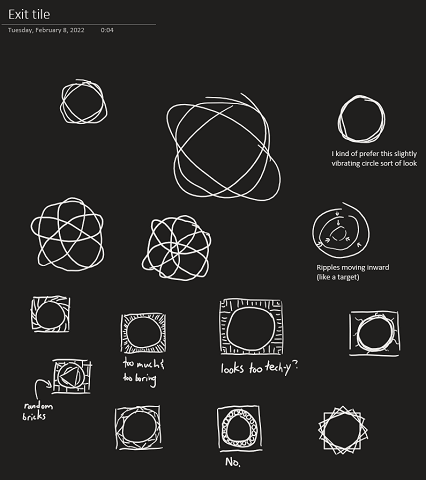 Exit tile
Tuesday, February 8, 2022 0:04
I kind of prefer this slightly
vibrating circle sort of look
Ripples moving inward
(like a target)
too much &
too boring
looks too tech-y?
random
bricks
No.